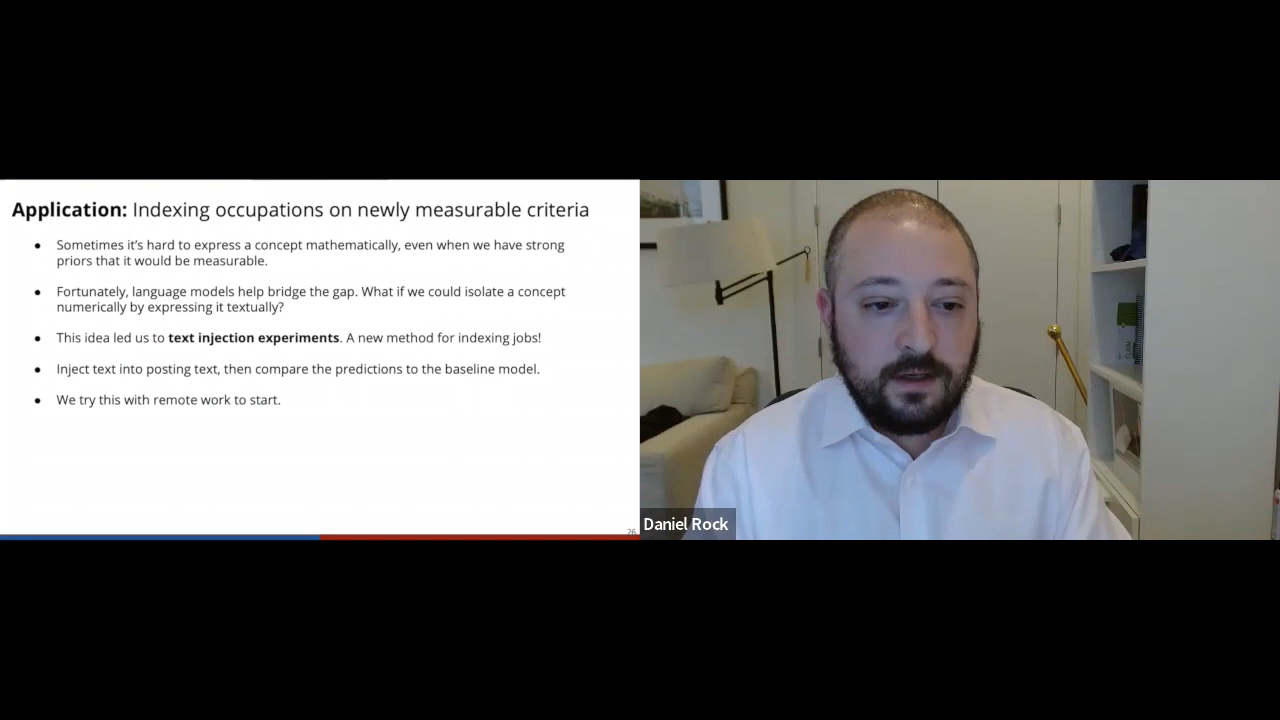 Application: Indexing occupations on newly measurable criteria
● Sometimes it's hard to express a concept mathematically, even when we have strong
priors that it would be measurable.
● Fortunately, language models help bridge the gap. What if we could isolate a concept
numerically by expressing it textually?
● This idea led us to text injection experiments. A new method for indexing jobs!
● Inject text into posting text, then compare the predictions to the baseline model.
● We try this with remote work to start.
26
Daniel Rock
CLAIM